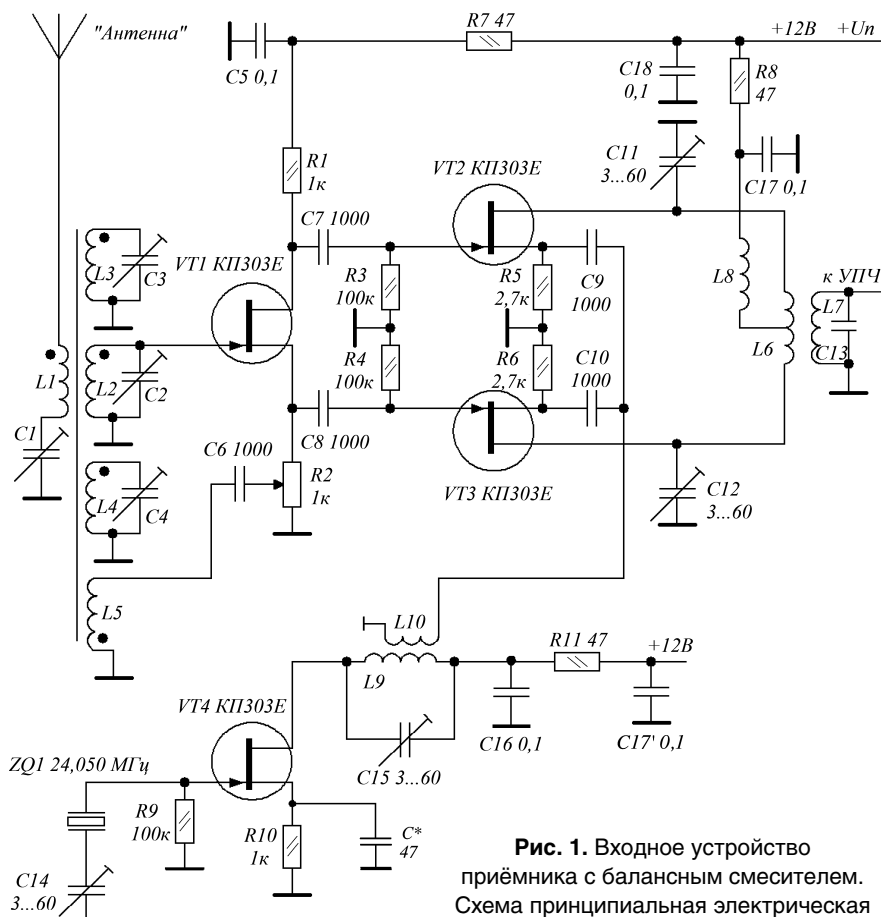 "Антенна"
R7 47
+12В +Uп
C5 0,1
C18
0,1
R8
47
R1
1к
VT2 КП303Е
C11
3...60
C17 0,1
C7 1000
L3
C3
VT1 КП303Е
R3
100к
R5
2,7к
C9
1000
L8
к УПЧ
L7
L1
L2
C2
R4
100к
R6
2,7к
C10
1000
L6
C13
C1
C8 1000
C6 1000
L4
C4
R2
1к
VT3 КП303Е
C12
3...60
L5
L10
R11 47
+12В
L9
VT4 КП303Е
C16 0,1
C17' 0,1
ZQ1 24,050 МГц
C15 3...60
R9
100к
R10
1к
C*
47
C14
3...60
Рис. 1. Входное устройство
приёмника с балансным смесителем.
Схема принципиальная электрическая